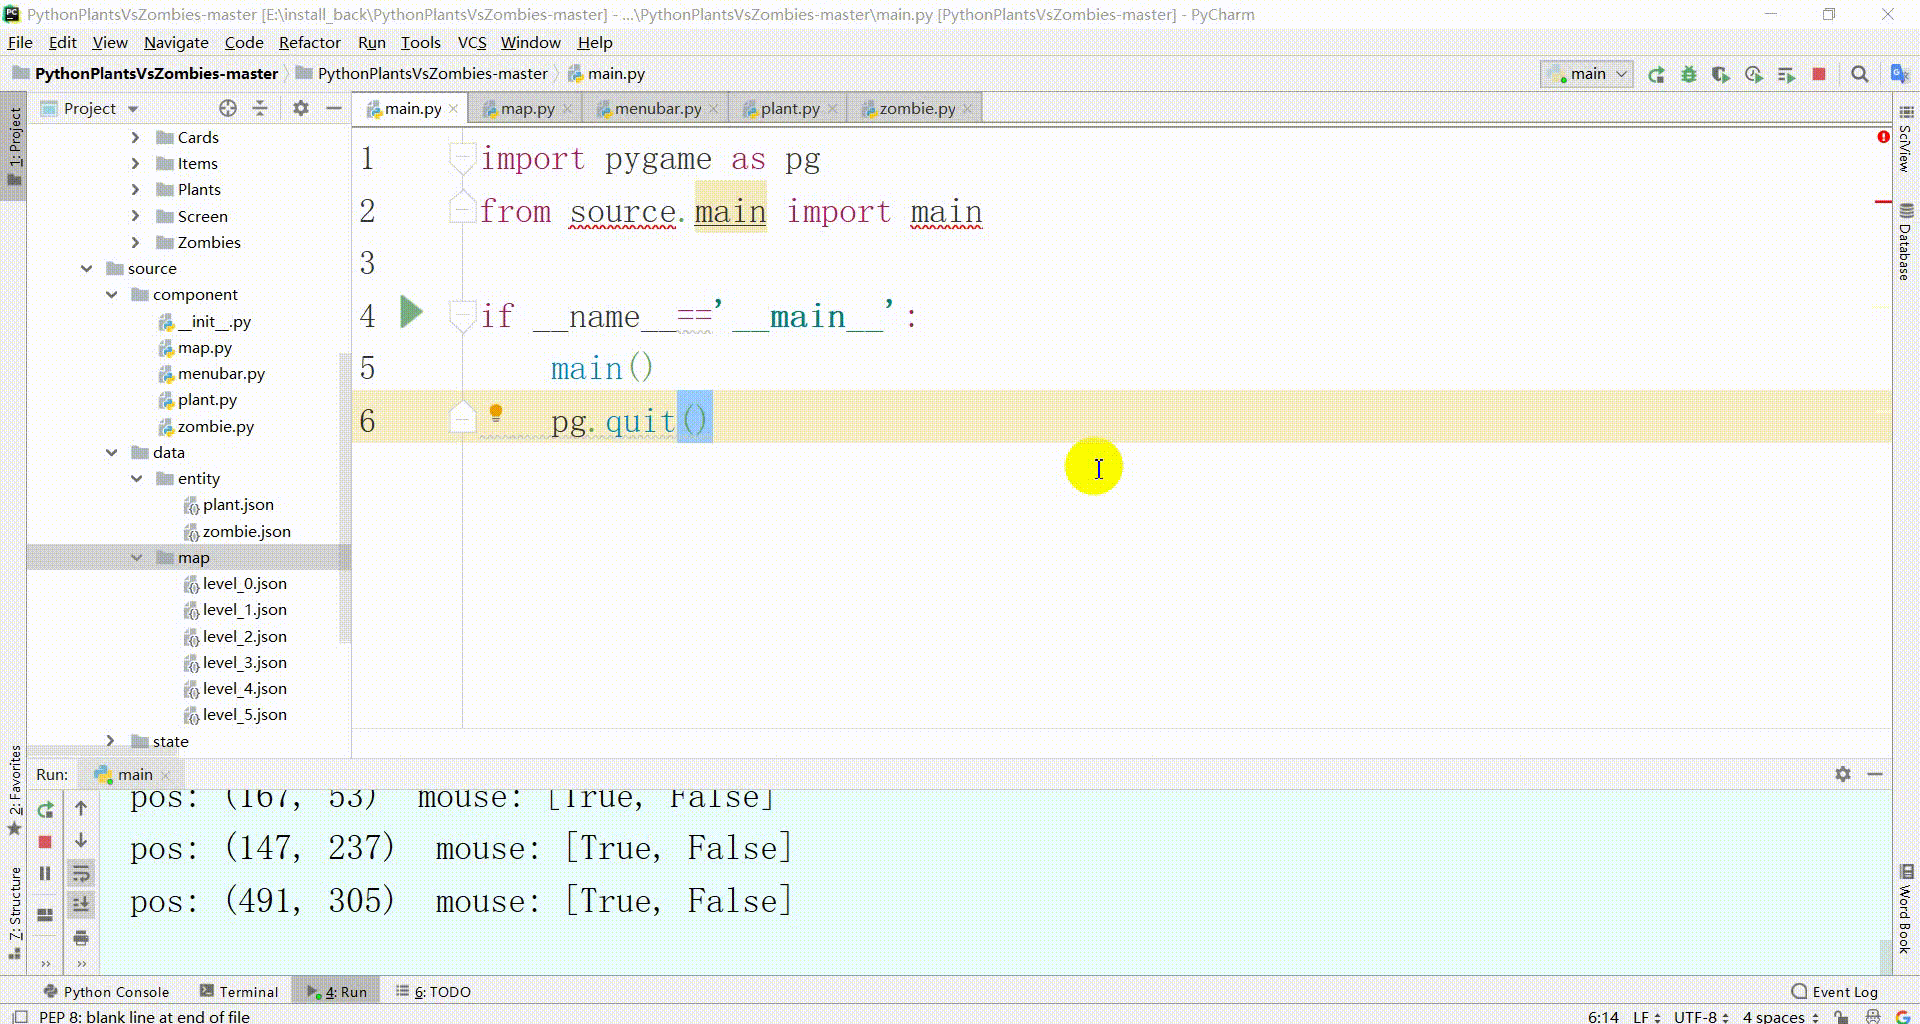 PythonPlantsVsZombies-master [E:\install_back\PythonPlantsVsZombies-master] - ...\PythonPlantsVsZombies-master\main.py [PythonPlantsVsZombies-master] - PyCharm
File Edit View Navigate Code Refactor Run Tools VCS Window Help
PythonPlantsVsZombies-master PythonPlantsVsZombies-master main.py main
Project main.py map.py menubar.py plant.py zombie.py
1: Project
Cards
Items
Plants
Screen
Zombies
source
component
__init__.py
map.py
menubar.py
plant.py
zombie.py
data
entity
plant.json
zombie.json
map
level_0.json
level_1.json
level_2.json
level_3.json
level_4.json
level_5.json
state
1 import pygame as pg
2 from source.main import main
3
4 if __name__=='__main__':
5 main()
6 pg.quit()
SciView
Database
Word Book
2: Favorites
7: Structure
Run: main
pos: (167, 53) mouse: [True, False]
pos: (147, 237) mouse: [True, False]
pos: (491, 305) mouse: [True, False]
Python Console Terminal 4: Run 6: TODO Event Log
PEP 8: blank line at end of file 6:14 LF UTF-8 4 spaces